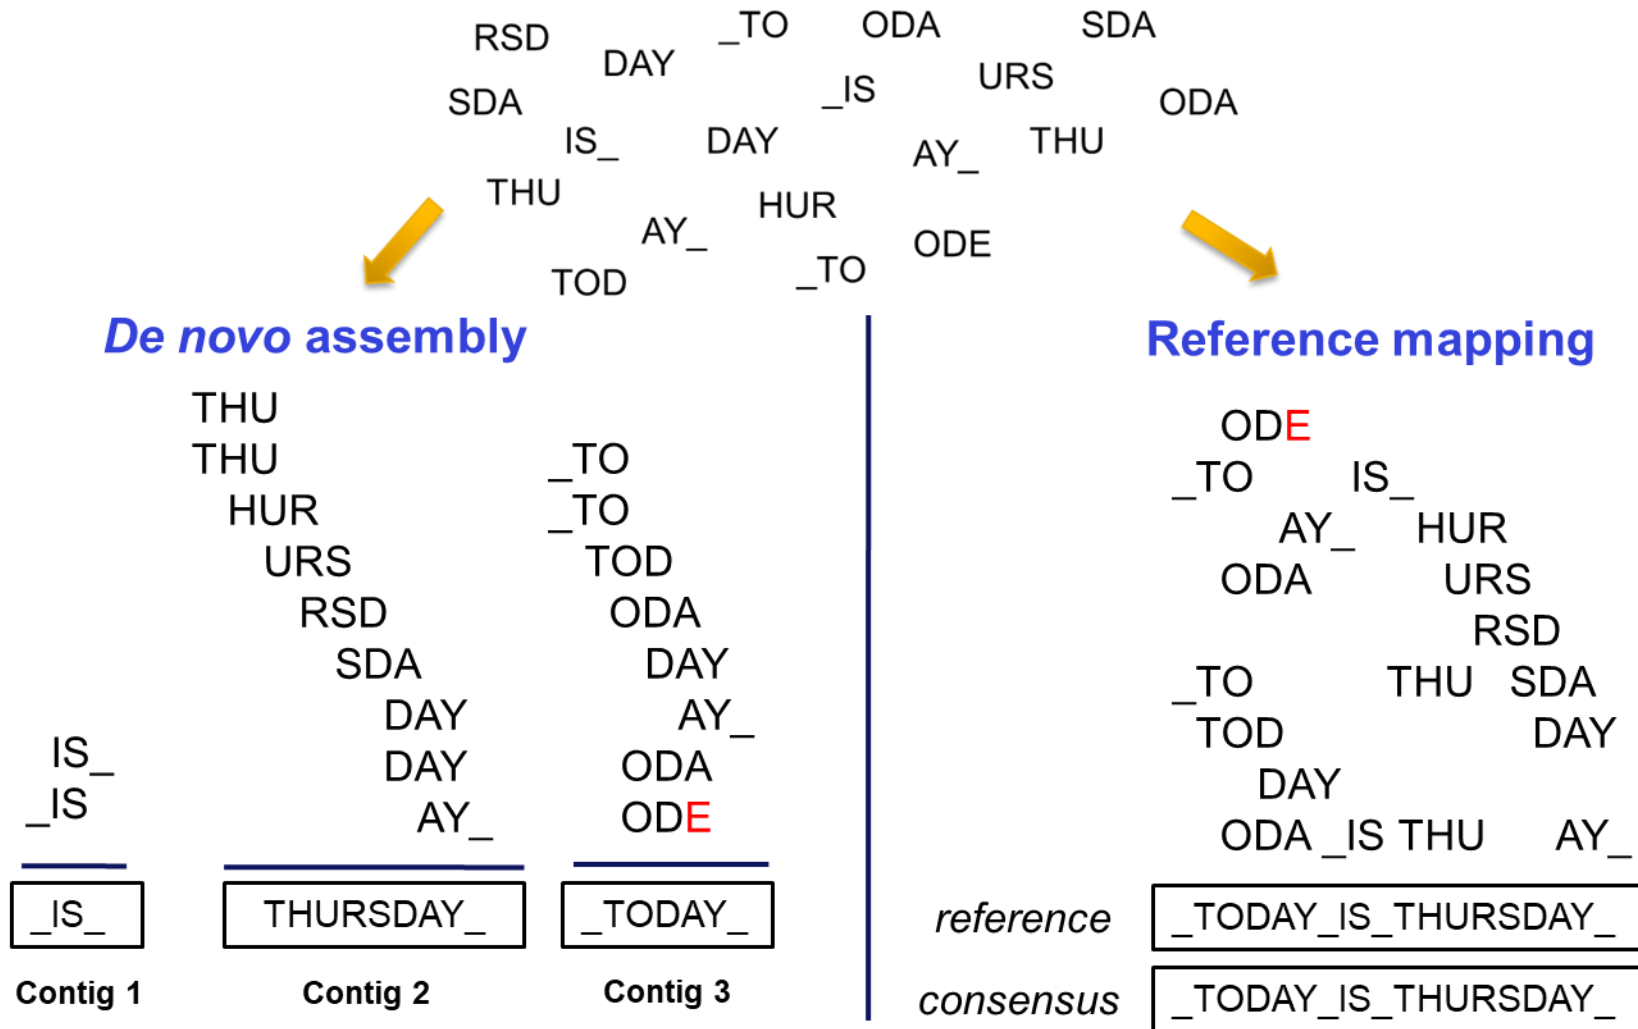 _TO ODA SDA
RSD
DAY URS
_IS
SDA ODA
IS_ DAY AY_ THU
THU
HUR
AY_
ODE
TOD _TO
De novo assembly
THU
THU
_TO
HUR
_TO
URS
TOD
RSD
ODA
SDA
DAY
DAY
AY_
IS_
DAY
ODA
_IS
AY_
ODE
_IS_
THURSDAY_
_TODAY_
Contig 1
Contig 2
Contig 3
Reference mapping
ODE
_TO IS_
AY_ HUR
ODA URS
RSD
_TO THU SDA
TOD DAY
DAY
ODA _IS THU AY_
reference _TODAY_IS_THURSDAY_
consensus _TODAY_IS_THURSDAY_